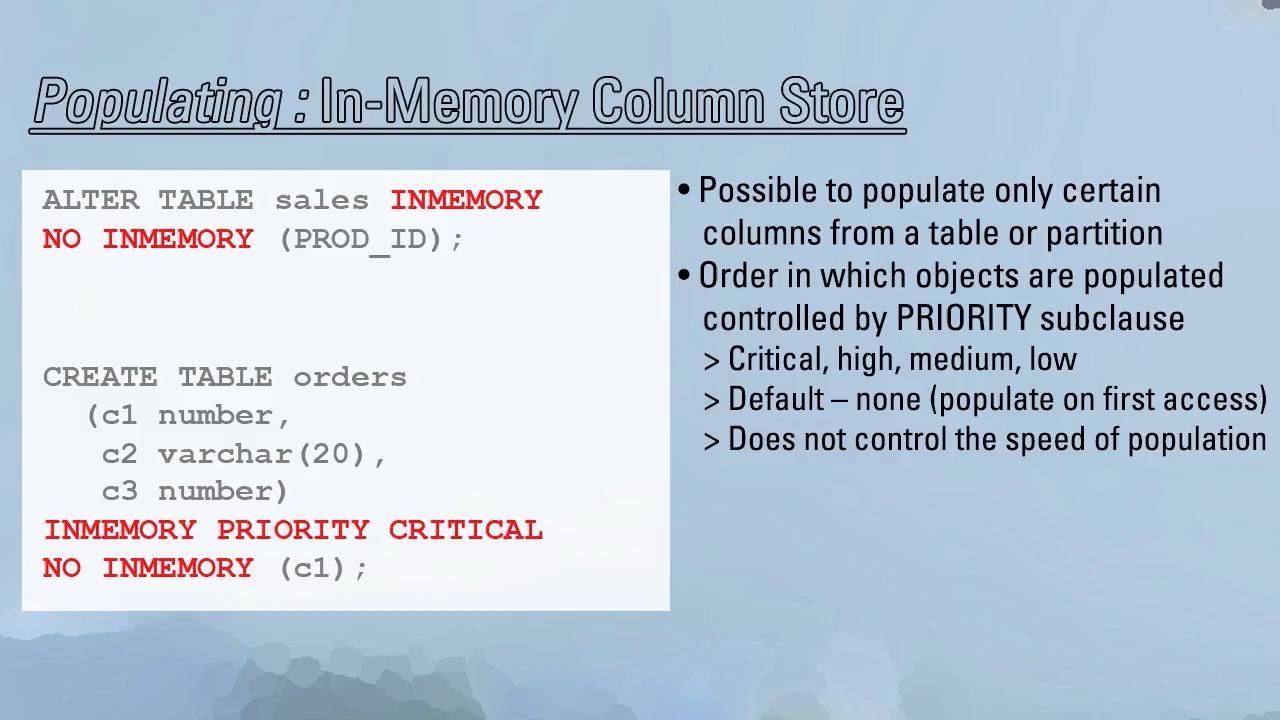 Populating : In-Memory Column Store
ALTER TABLE sales INMEMORY
NO INMEMORY (PROD_ID);
CREATE TABLE orders
(c1 number,
c2 varchar(20),
c3 number)
INMEMORY PRIORITY CRITICAL
NO INMEMORY (c1);
• Possible to populate only certain
columns from a table or partition
• Order in which objects are populated
controlled by PRIORITY subclause
> Critical, high, medium, low
> Default – none (populate on first access)
> Does not control the speed of population